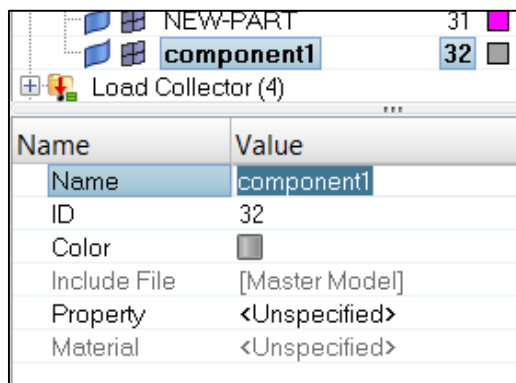 NEW-PART 31
component1 32
Load Collector (4)
Name Value
Name component1
ID 32
Color
Include File [Master Model]
Property <Unspecified>
Material <Unspecified>